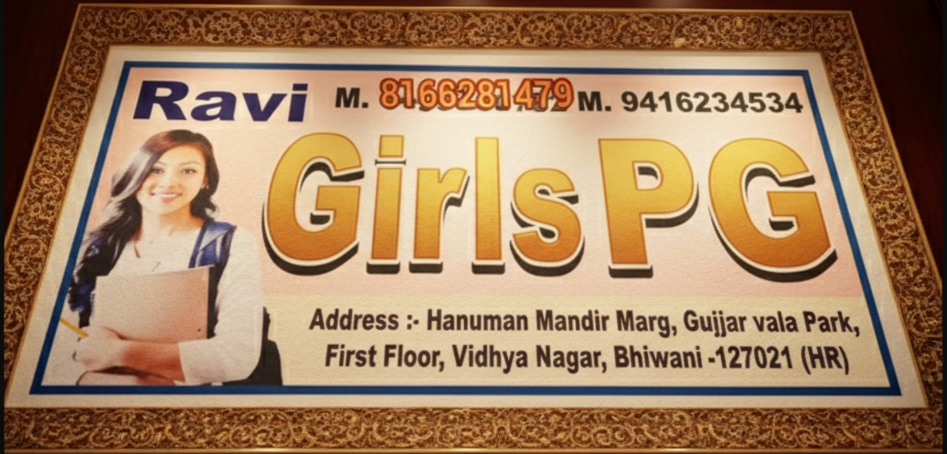 Ravi M. 8166281479 M. 9416234534
Girls PG
Address :- Hanuman Mandir Marg, Gujjar vala Park,
First Floor, Vidhya Nagar, Bhiwani -127021 (HR)